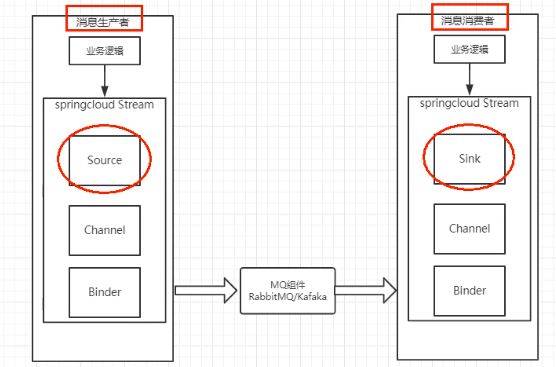 消息生产者
业务逻辑
springcloud Stream
Source
Channel
Binder
MQ组件
RabbitMQ/Kafaka
消息消费者
业务逻辑
springcloud Stream
Sink
Channel
Binder